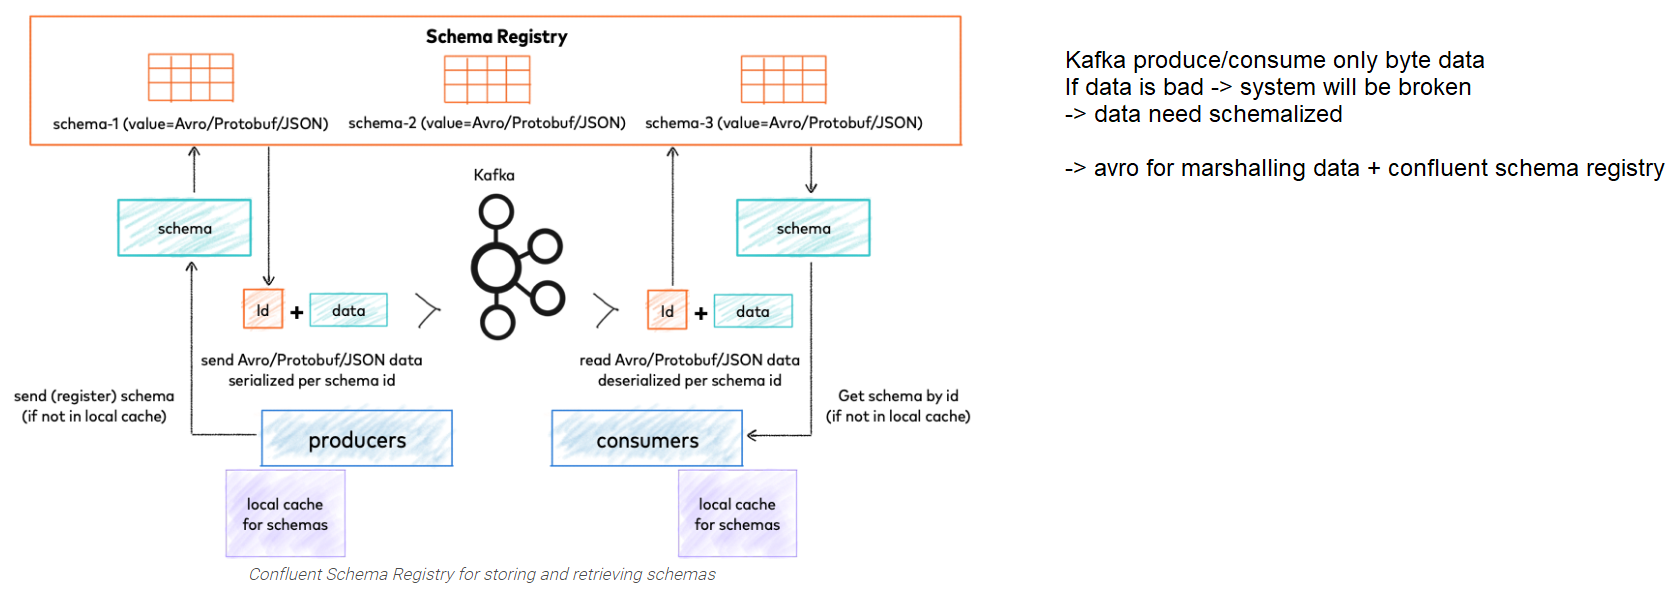 Schema Registry
schema-1 (value=Avro/Protobuf/JSON)
schema-2 (value=Avro/Protobuf/JSON)
schema-3 (value=Avro/Protobuf/JSON)
Kafka
schema
schema
Id
+
data
Id
+
data
send Avro/Protobuf/JSON data
serialized per schema id
read Avro/Protobuf/JSON data
deserialized per schema id
send (register) schema
(if not in local cache)
Get schema by id
(if not in local cache)
producers
consumers
local cache
for schemas
local cache
for schemas
Confluent Schema Registry for storing and retrieving schemas
Kafka produce/consume only byte data
If data is bad -> system will be broken
-> data need schemalized
-> avro for marshalling data + confluent schema registry